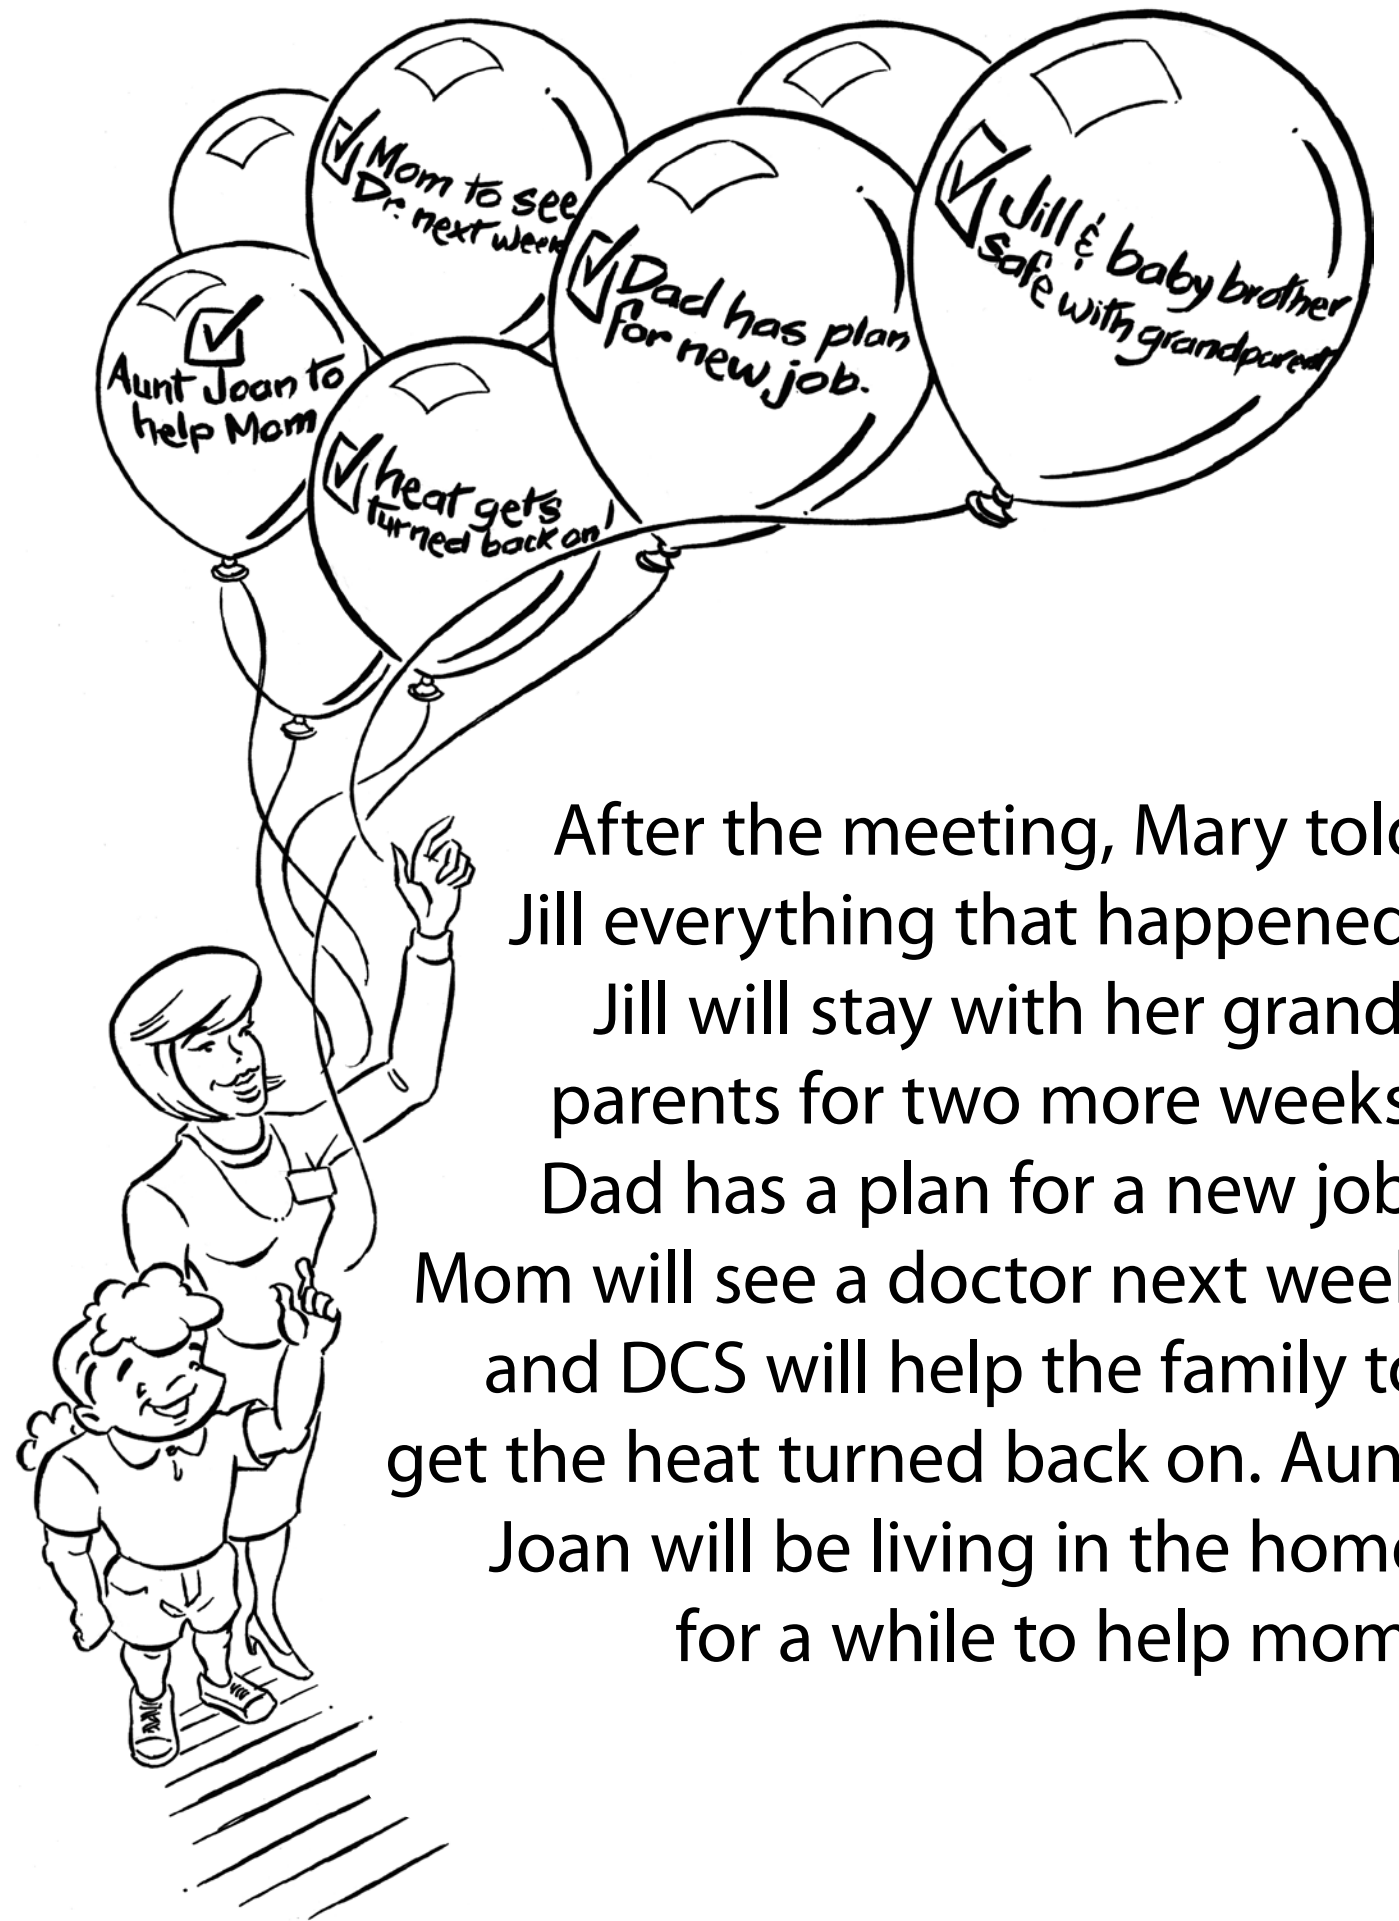 Mom to see
Dr. next week
Jill & baby brother
safe with grandparent
Dad has plan
for new job.
Aunt Joan to
help Mom
heat gets
turned back on
After the meeting, Mary told
Jill everything that happened
Jill will stay with her grand-
parents for two more weeks
Dad has a plan for a new job
Mom will see a doctor next week
and DCS will help the family to
get the heat turned back on. Aun
Joan will be living in the home
for a while to help mom